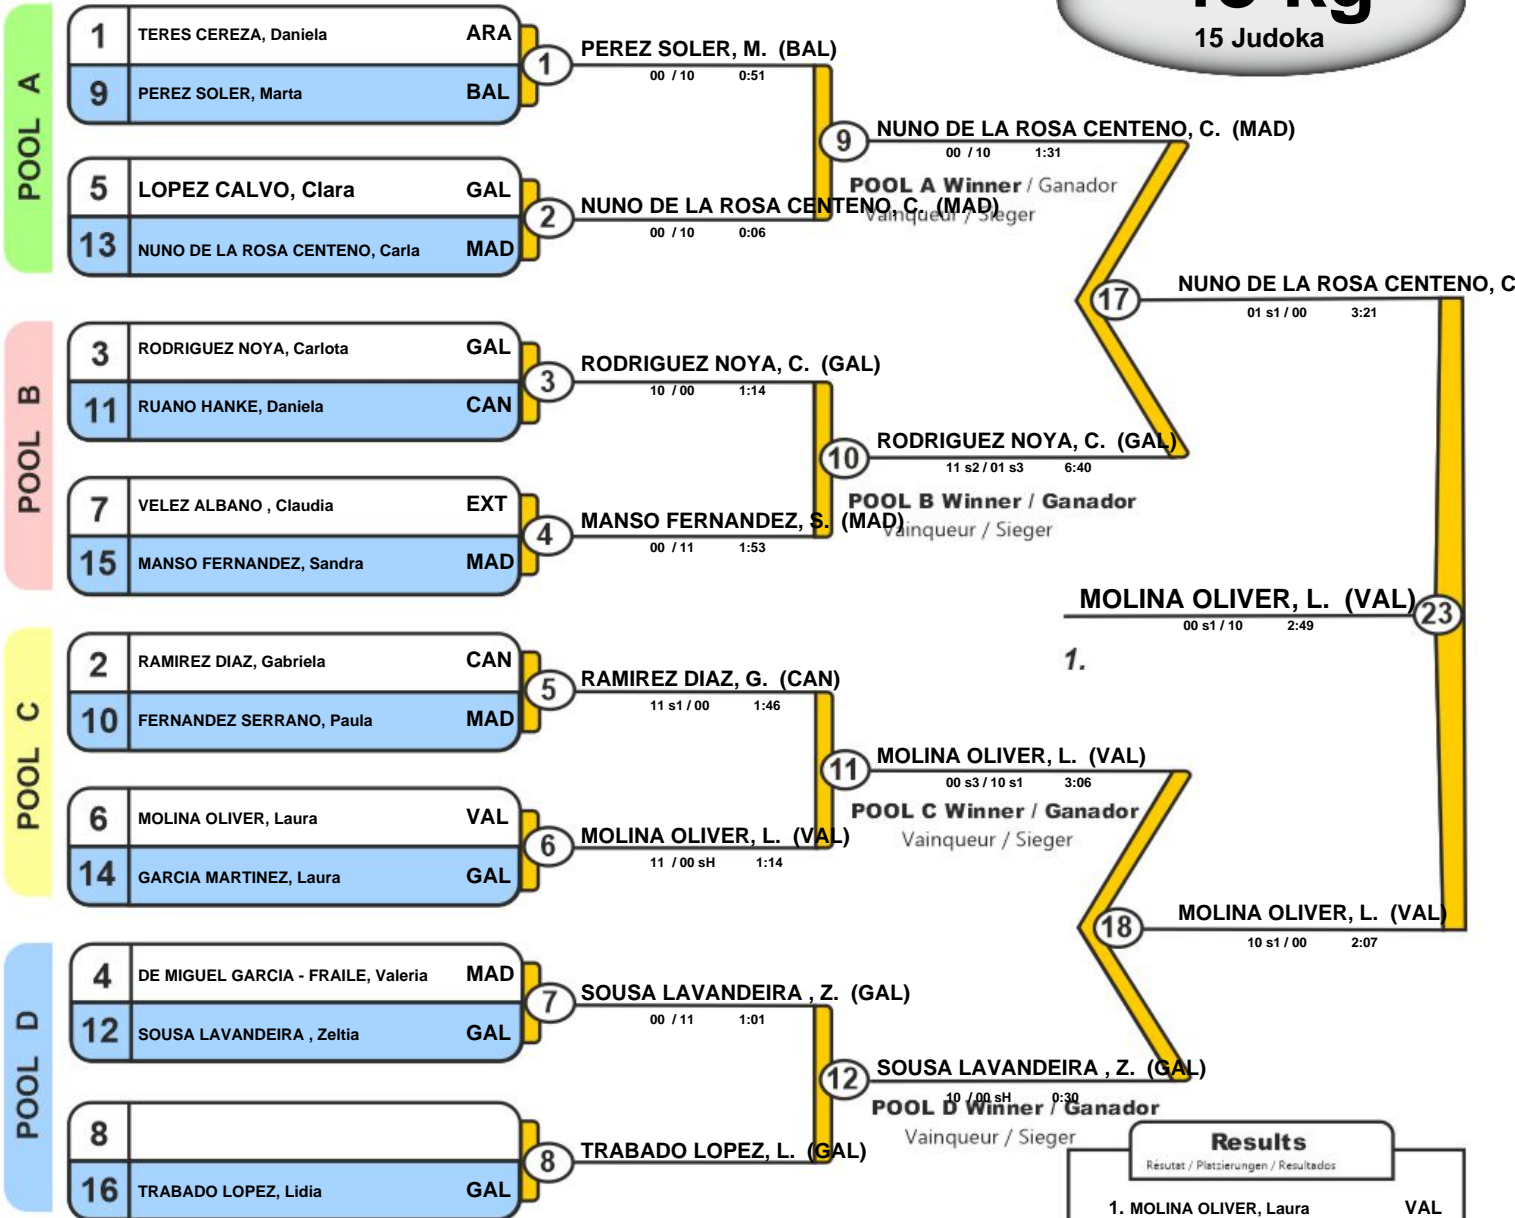 15 Judoka
POOL A
1 TERES CEREZA, Daniela ARA
9 PEREZ SOLER, Marta BAL
1 PEREZ SOLER, M. (BAL)
00 / 10 0:51
5 LOPEZ CALVO, Clara GAL
13 NUNO DE LA ROSA CENTENO, Carla MAD
2 NUNO DE LA ROSA CENTENO, C. (MAD)
00 / 10 0:06
9 NUNO DE LA ROSA CENTENO, C. (MAD)
00 / 10 1:31
POOL A Winner / Ganador
Vainqueur / Sieger
POOL B
3 RODRIGUEZ NOYA, Carlota GAL
11 RUANO HANKE, Daniela CAN
3 RODRIGUEZ NOYA, C. (GAL)
10 / 00 1:14
7 VELEZ ALBANO , Claudia EXT
15 MANSO FERNANDEZ, Sandra MAD
4 MANSO FERNANDEZ, S. (MAD)
00 / 11 1:53
10 RODRIGUEZ NOYA, C. (GAL)
11 s2 / 01 s3 6:40
POOL B Winner / Ganador
Vainqueur / Sieger
17 NUNO DE LA ROSA CENTENO, C
01 s1 / 00 3:21
POOL C
2 RAMIREZ DIAZ, Gabriela CAN
10 FERNANDEZ SERRANO, Paula MAD
5 RAMIREZ DIAZ, G. (CAN)
11 s1 / 00 1:46
6 MOLINA OLIVER, Laura VAL
14 GARCIA MARTINEZ, Laura GAL
6 MOLINA OLIVER, L. (VAL)
11 / 00 sH 1:14
11 MOLINA OLIVER, L. (VAL)
00 s3 / 10 s1 3:06
POOL C Winner / Ganador
Vainqueur / Sieger
POOL D
4 DE MIGUEL GARCIA - FRAILE, Valeria MAD
12 SOUSA LAVANDEIRA , Zeltia GAL
7 SOUSA LAVANDEIRA , Z. (GAL)
00 / 11 1:01
8
16 TRABADO LOPEZ, Lidia GAL
8 TRABADO LOPEZ, L. (GAL)
12 SOUSA LAVANDEIRA , Z. (GAL)
10 / 00 sH 0:30
POOL D Winner / Ganador
Vainqueur / Sieger
18 MOLINA OLIVER, L. (VAL)
10 s1 / 00 2:07
MOLINA OLIVER, L. (VAL) 23
00 s1 / 10 2:49
1.
Results
Résutat / Platzierungen / Resultados
1. MOLINA OLIVER, Laura VAL